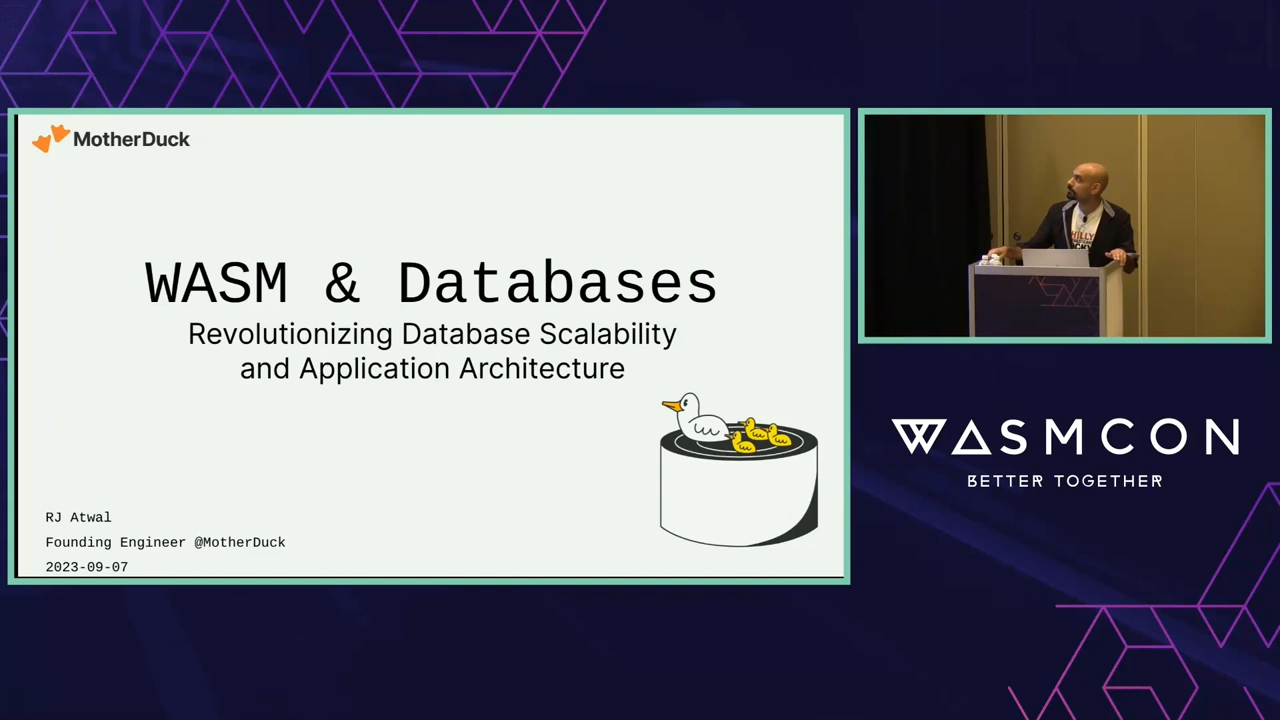 MotherDuck
WASM & Databases
Revolutionizing Database Scalability
and Application Architecture
RJ Atwal
Founding Engineer @MotherDuck
2023-09-07
WASMCON
BETTER TOGETHER